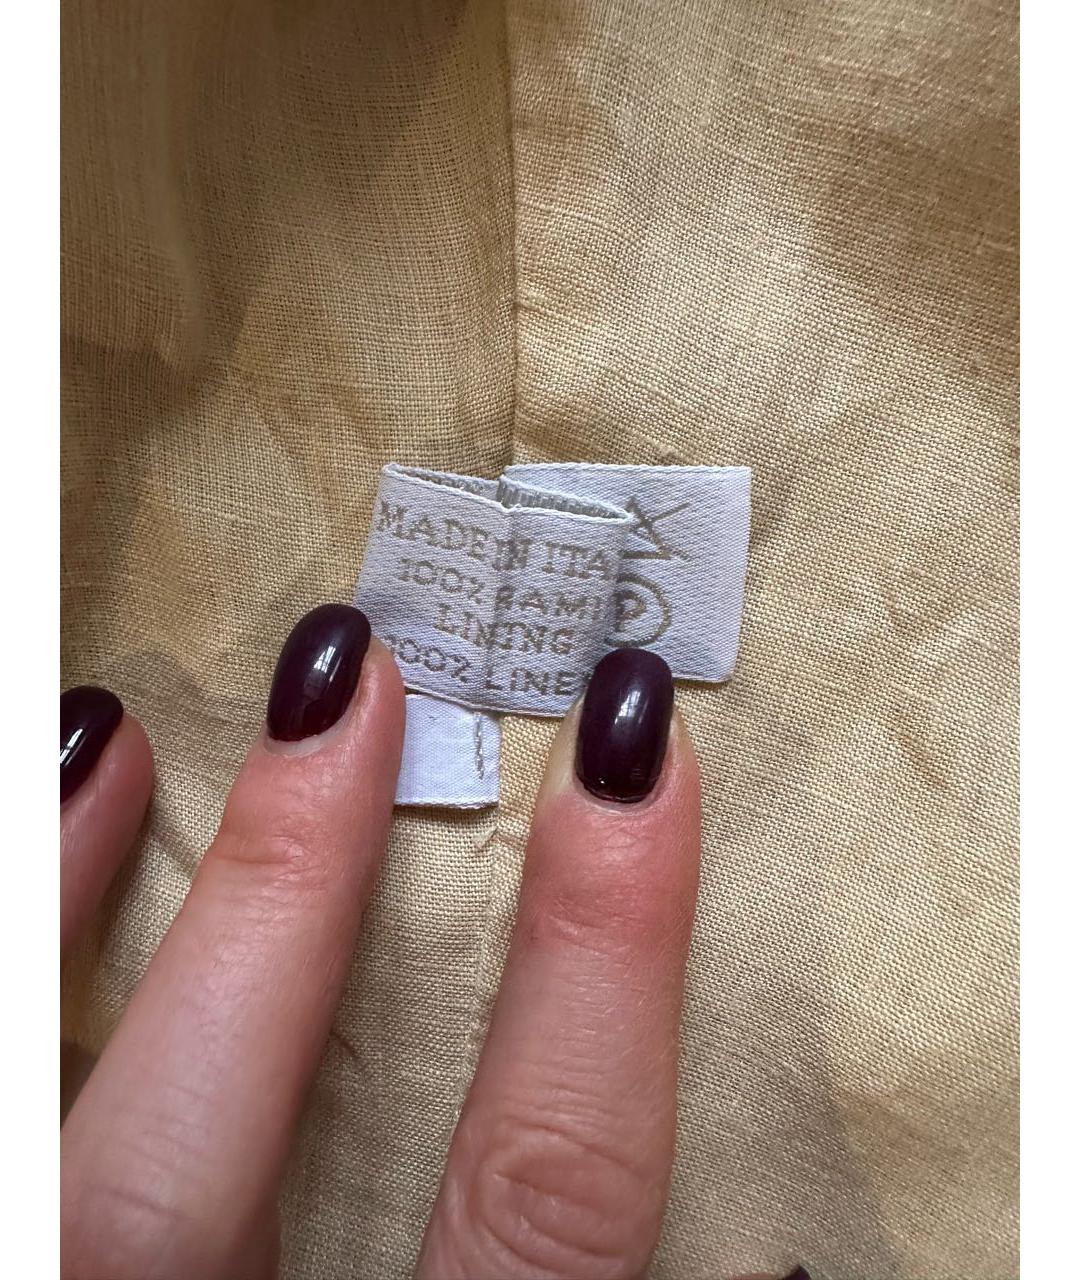 MADE IN ITA
100% RAMI
LINING
100% LINE
P